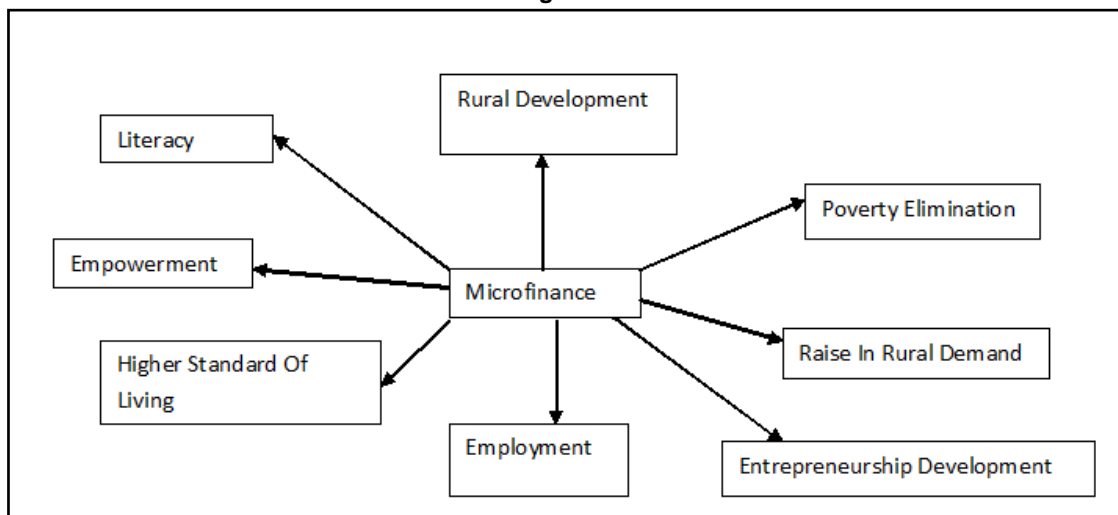 Rural Development
Literacy
Poverty Elimination
Empowerment
Microfinance
Higher Standard Of
Living
Raise In Rural Demand
Employment
Entrepreneurship Development